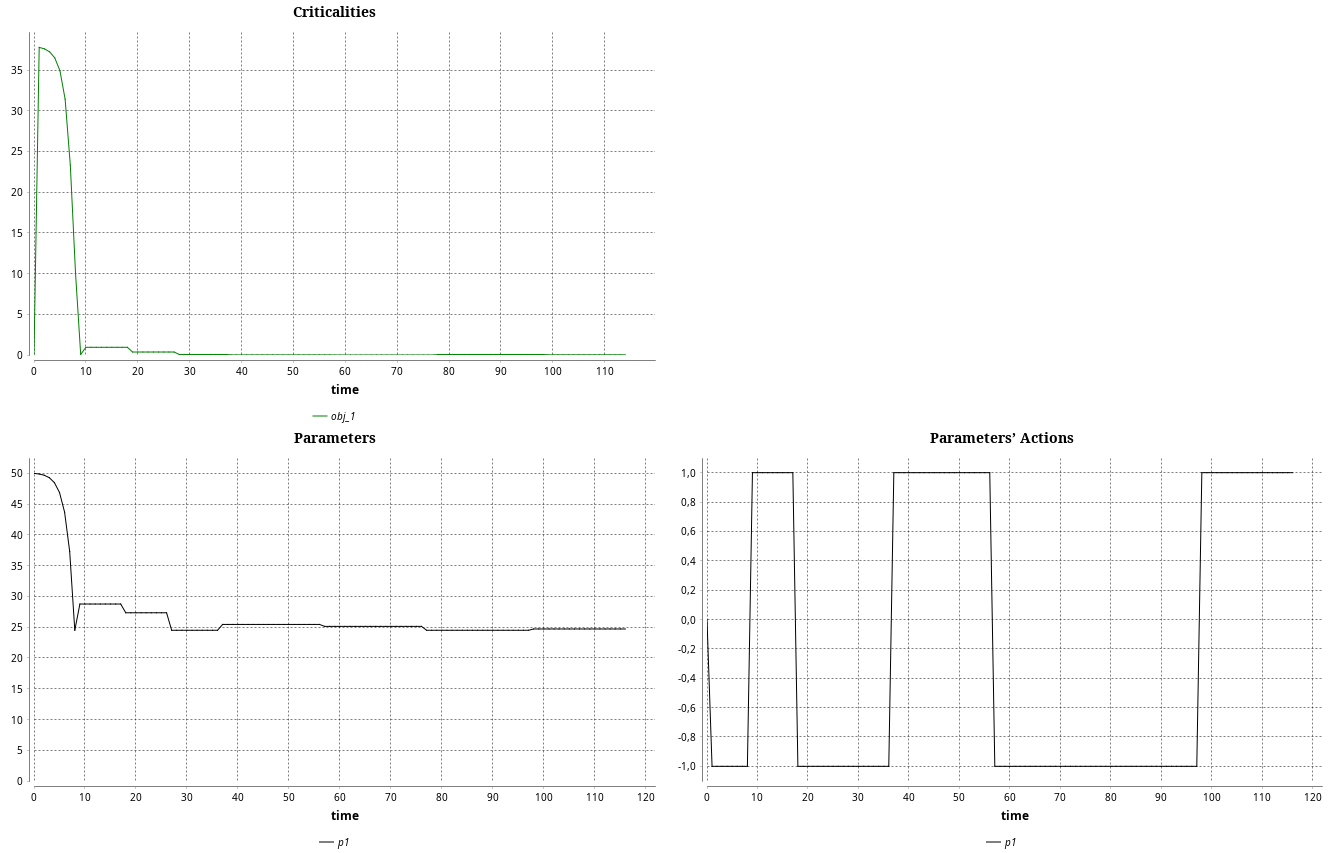 Criticalities
35
30
25
20
15
10
5
0
0 10 20 30 40 50 60 70 80 90 100 110
time
obj_1
Parameters
50
45
40
35
30
25
20
15
10
5
0
0 10 20 30 40 50 60 70 80 90 100 110 120
time
p1
Parameters’ Actions
1,0
0,8
0,6
0,4
0,2
0,0
-0,2
-0,4
-0,6
-0,8
-1,0
0 10 20 30 40 50 60 70 80 90 100 110 120
time
p1